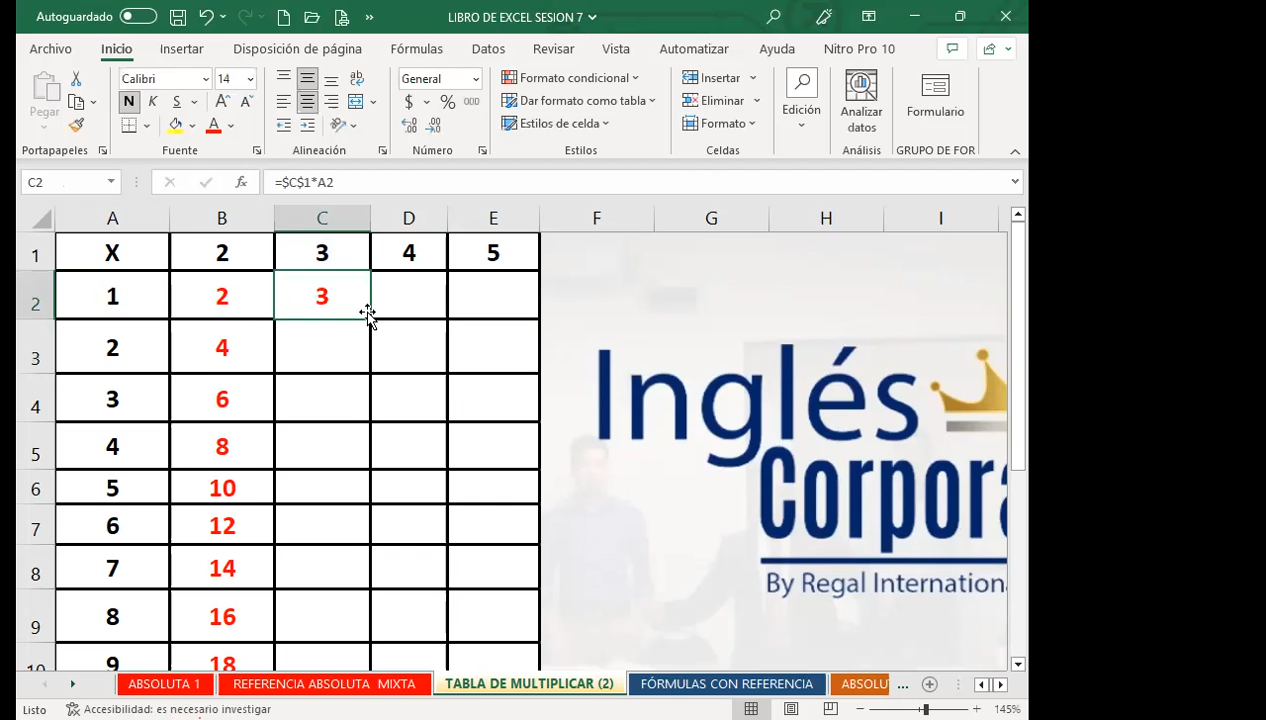 Autoguardado
LIBRO DE EXCEL SESION 7
Archivo Inicio Insertar Disposición de página Fórmulas Datos Revisar Vista Automatizar Ayuda Nitro Pro 10
Pegar
Calibri 14
N K S A A
A
General
$ % 000
Formato condicional
Dar formato como tabla
Estilos de celda
Insertar
Eliminar
Formato
Edición
Analizar datos
Formulario
Portapapeles Fuente Alineación Número Estilos Celdas Análisis GRUPO DE FOR
C2 fx =$C$1*A2
A B C D E F G H I
1 X 2 3 4 5
2 1 2 3
3 2 4
4 3 6
5 4 8
6 5 10
7 6 12
8 7 14
9 8 16
10 9 18
Inglés
Corpora
By Regal Internationa
ABSOLUTA 1 REFERENCIA ABSOLUTA MIXTA TABLA DE MULTIPLICAR (2) FÓRMULAS CON REFERENCIA ABSOLU ...
Listo Accesibilidad: es necesario investigar 145%